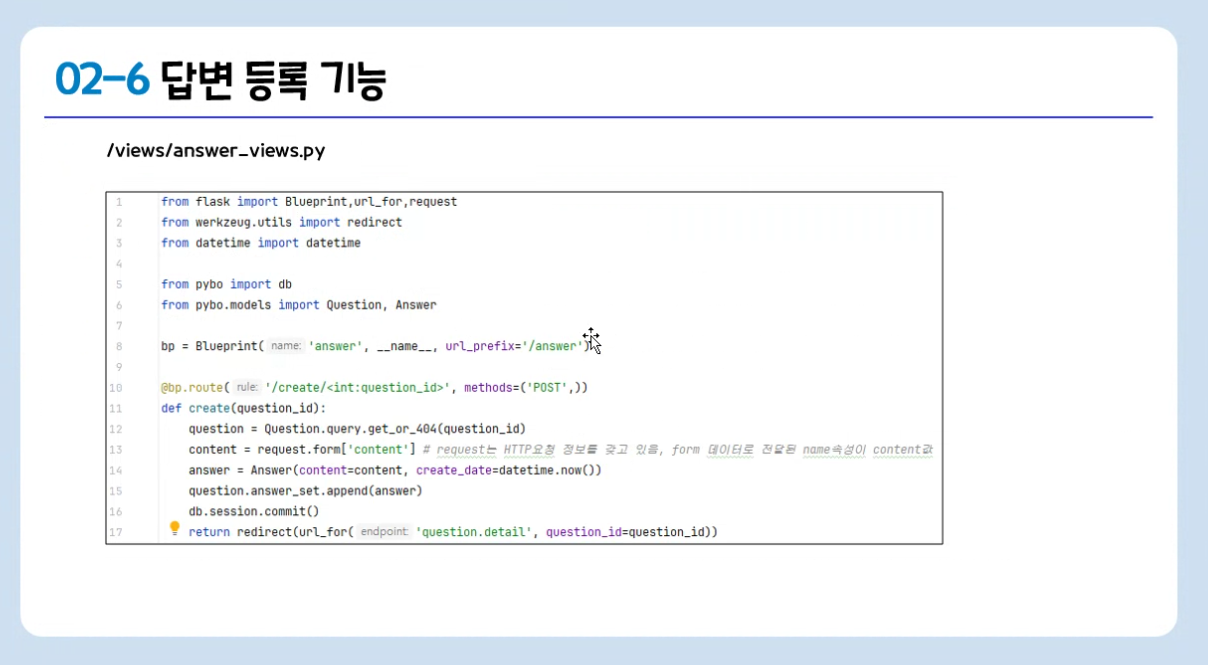 02-6 답변 등록 기능
/views/answer_views.py
1 from flask import Blueprint,url_for,request
2 from werkzeug.utils import redirect
3 from datetime import datetime
4
5 from pybo import db
6 from pybo.models import Question, Answer
7
8 bp = Blueprint( name: 'answer', __name__, url_prefix='/answer')
9
10 @bp.route( rule: '/create/<int:question_id>', methods=('POST',))
11 def create(question_id):
12 question = Question.query.get_or_404(question_id)
13 content = request.form['content'] # request는 HTTP요청 정보를 갖고 있음, form 데이터로 전달된 name속성이 content값
14 answer = Answer(content=content, create_date=datetime.now())
15 question.answer_set.append(answer)
16 db.session.commit()
17 return redirect(url_for( endpoint: 'question.detail', question_id=question_id))